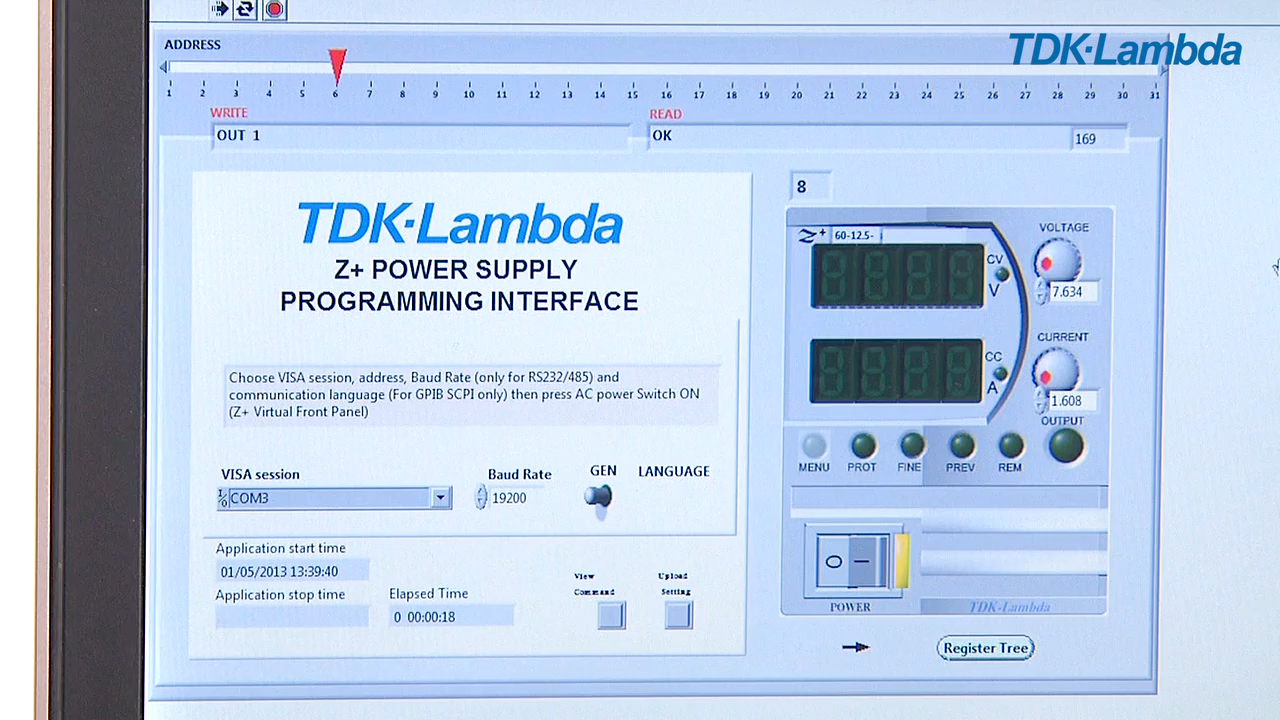 TDK·Lambda
ADDRESS
1 2 3 4 5 6 7 8 9 10 11 12 13 14 15 16 17 18 19 20 21 22 23 24 25 26 27 28 29 30 31
WRITE
READ
OUT 1
OK
169
TDK·Lambda
Z+ POWER SUPPLY
PROGRAMMING INTERFACE
Choose VISA session, address, Baud Rate (only for RS232/485) and
communication language (For GPIB SCPI only) then press AC power Switch ON
(Z+ Virtual Front Panel)
VISA session
Baud Rate
GEN
LANGUAGE
COM3
19200
Application start time
01/05/2013 13:39:40
Application stop time
Elapsed Time
0 00:00:18
View
Command
Upload
Setting
8
Z+ 60-12.5-
CV
V
VOLTAGE
7.634
CC
A
CURRENT
1.608
OUTPUT
MENU PROT FINE PREV REM
POWER
TDK-Lambda
Register Tree